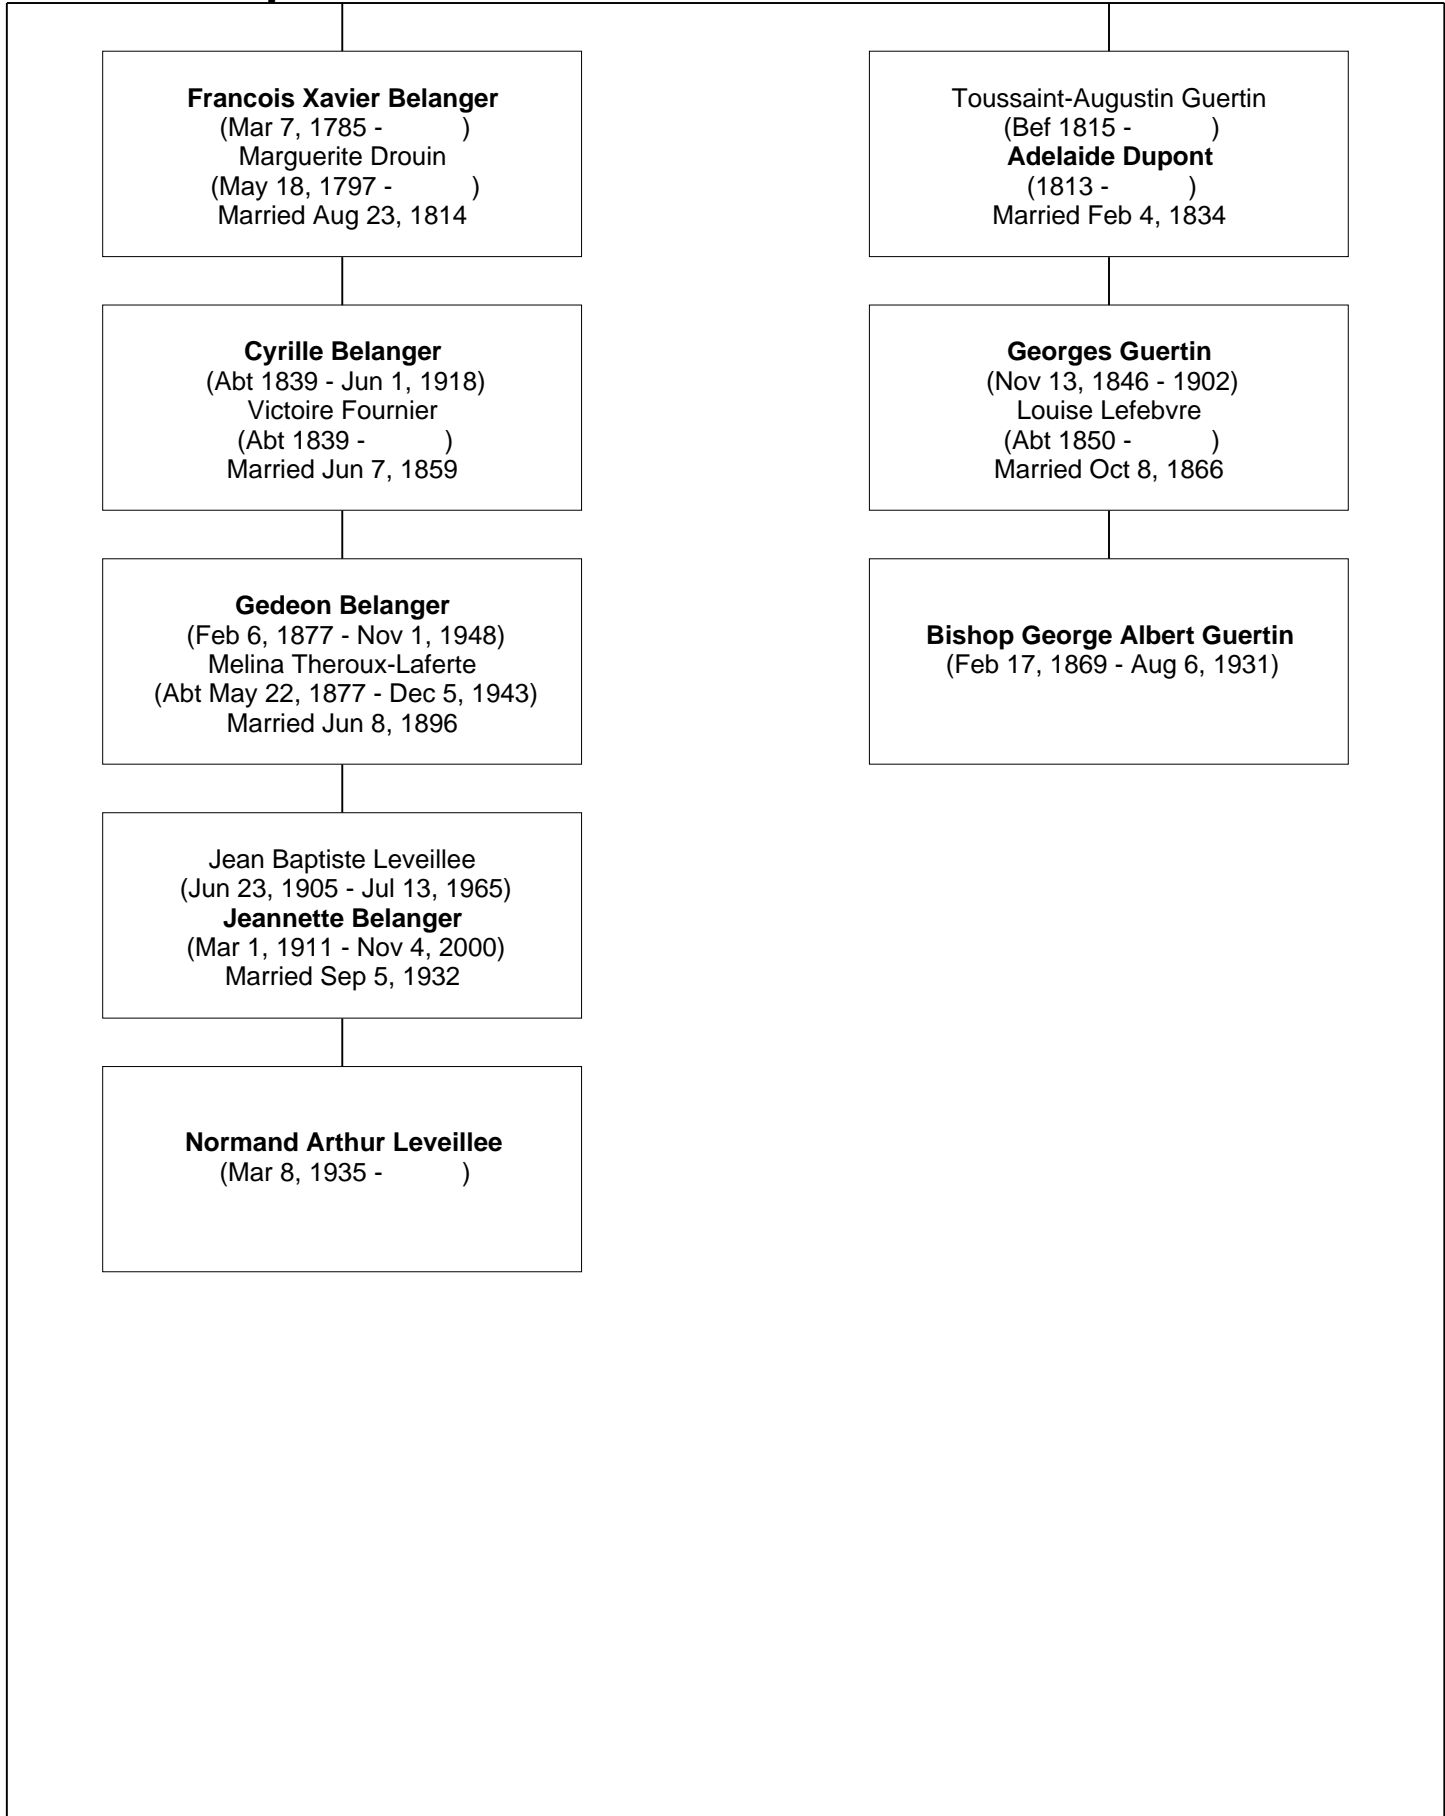 Francois Xavier Belanger
(Mar 7, 1785 -           )
Marguerite Drouin
(May 18, 1797 -           )
Married Aug 23, 1814
Cyrille Belanger
(Abt 1839 - Jun 1, 1918)
Victoire Fournier
(Abt 1839 -           )
Married Jun 7, 1859
Gedeon Belanger
(Feb 6, 1877 - Nov 1, 1948)
Melina Theroux-Laferte
(Abt May 22, 1877 - Dec 5, 1943)
Married Jun 8, 1896
Jean Baptiste Leveillee
(Jun 23, 1905 - Jul 13, 1965)
Jeannette Belanger
(Mar 1, 1911 - Nov 4, 2000)
Married Sep 5, 1932
Normand Arthur Leveillee
(Mar 8, 1935 -           )
Toussaint-Augustin Guertin
(Bef 1815 -           )
Adelaide Dupont
(1813 -           )
Married Feb 4, 1834
Georges Guertin
(Nov 13, 1846 - 1902)
Louise Lefebvre
(Abt 1850 -           )
Married Oct 8, 1866
Bishop George Albert Guertin
(Feb 17, 1869 - Aug 6, 1931)